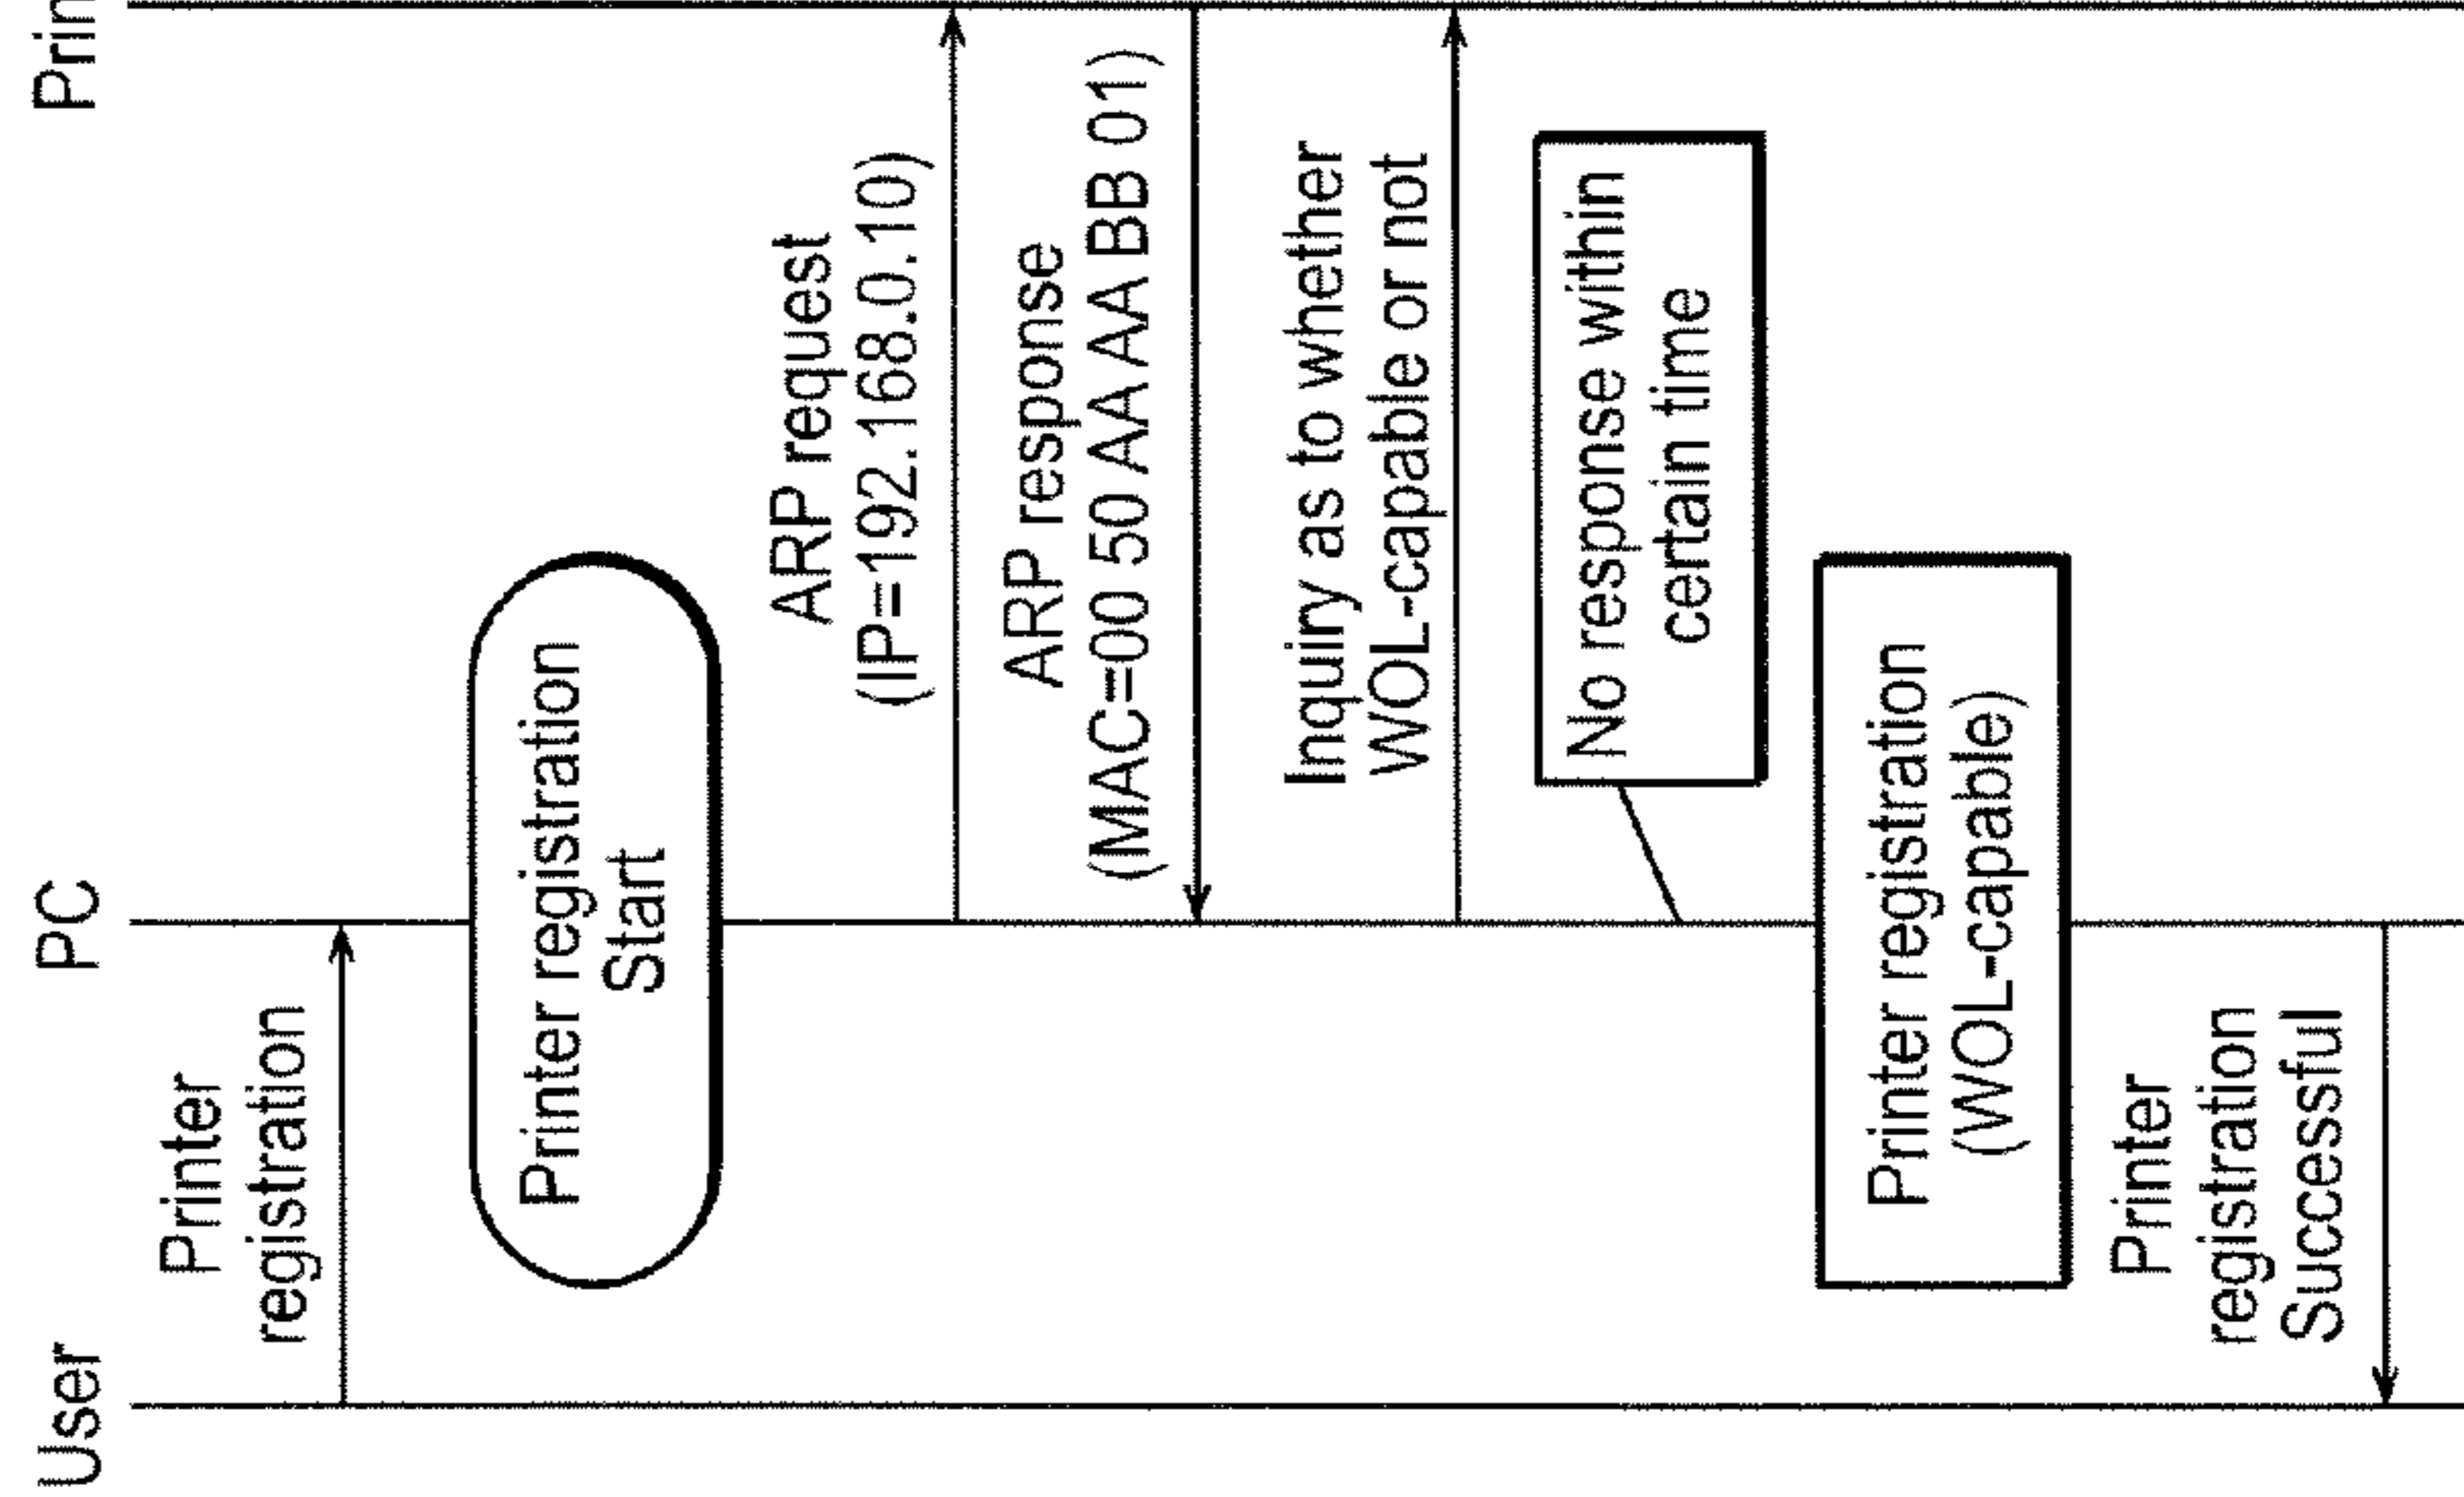 User
PC
Prin
Printer
registration
Printer registration
Start
ARP request
(IP=192.168.0.10)
ARP response
(MAC=00 50 AA AA BB 01)
Inquiry as to whether
WOL-capable or not
No response within
certain time
Printer registration
(WOL-capable)
Printer
registration
Successful